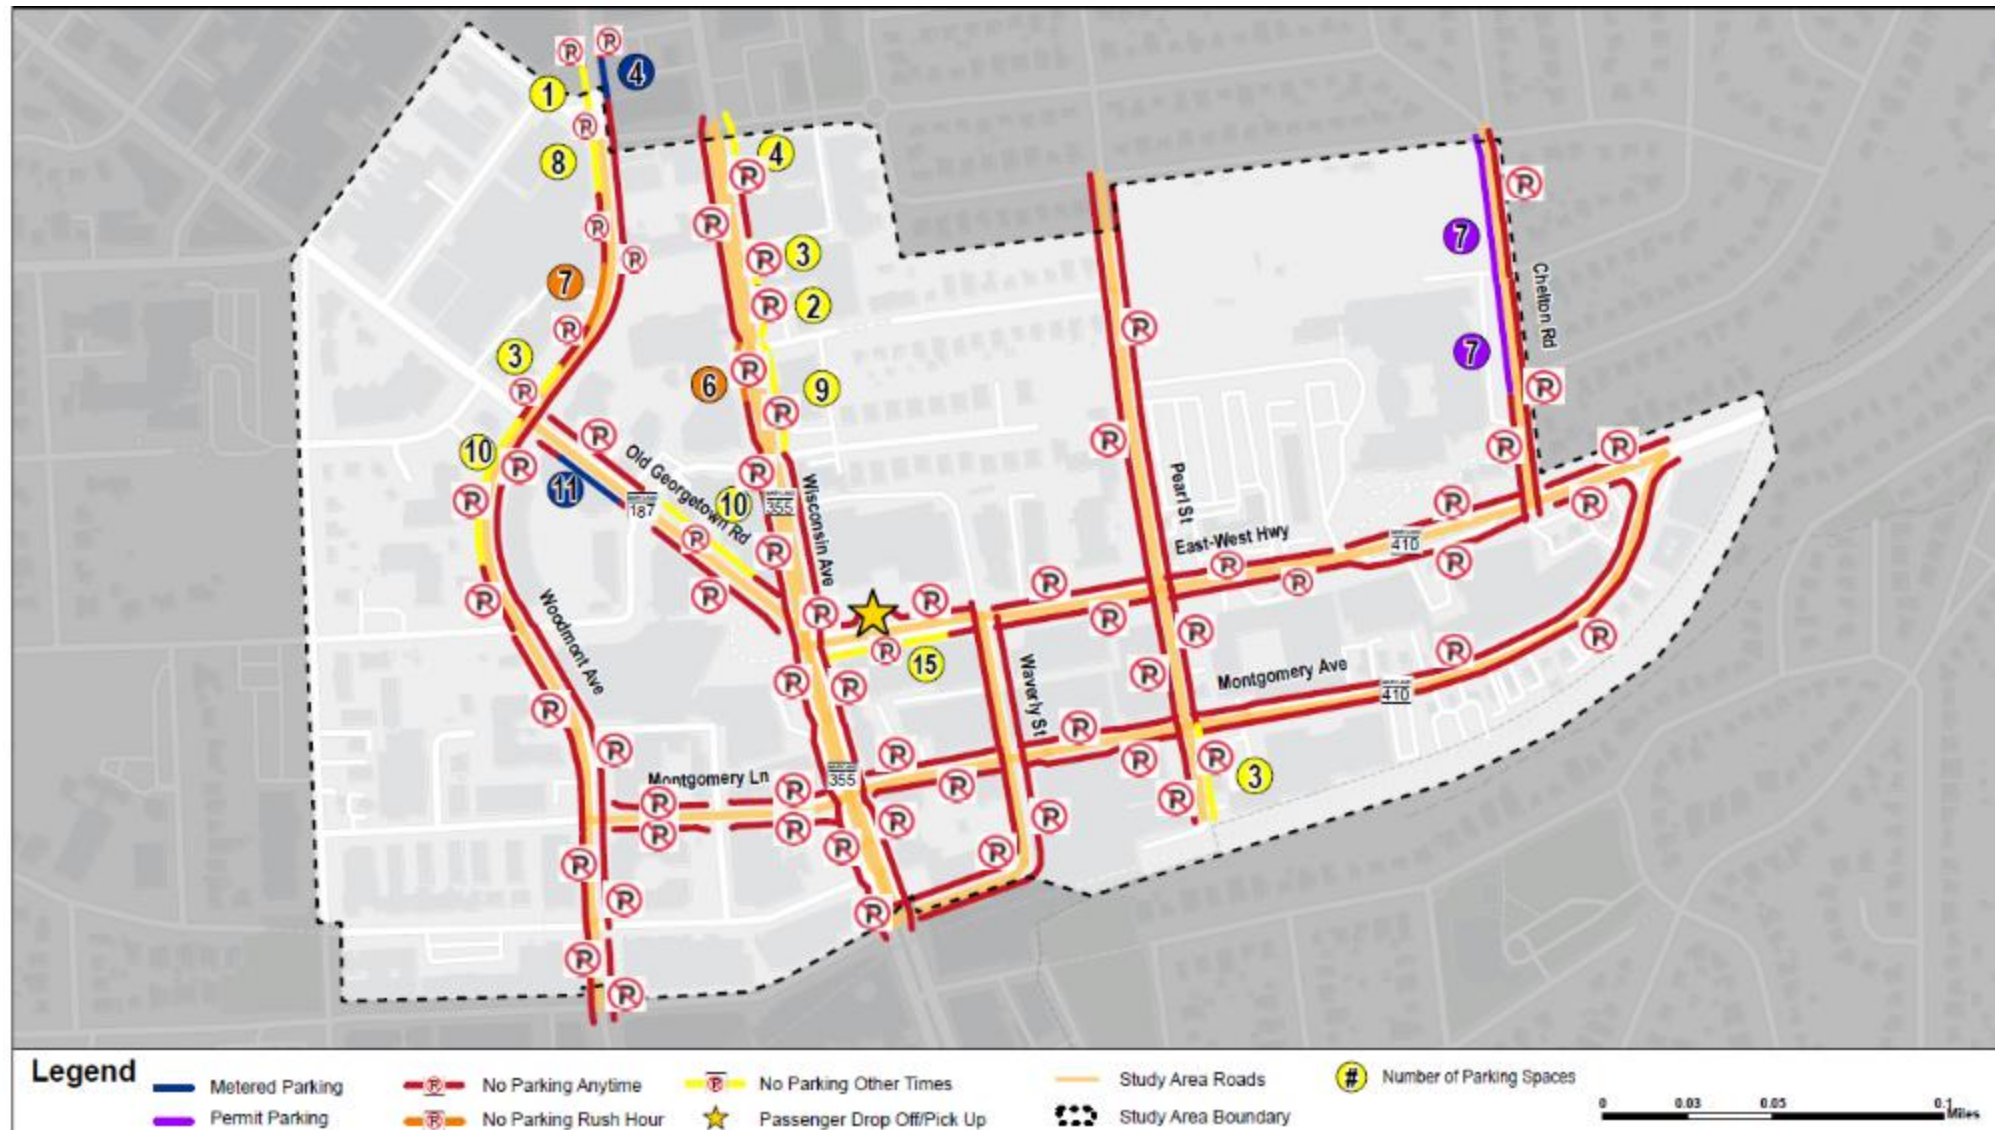 4
1
4
8
3
7
7
2
3
7
6
9
Chelton Rd
10
11
Old Georgetown Rd
187
10
355
Wisconsin Ave
Pearl St
East-West Hwy
410
Woodmont Ave
15
Waverly St
Montgomery Ave
410
Montgomery Ln
355
3
Legend
Metered Parking
Permit Parking
No Parking Anytime
No Parking Rush Hour
No Parking Other Times
Passenger Drop Off/Pick Up
Study Area Roads
Study Area Boundary
# Number of Parking Spaces
0 0.03 0.05 0.1 Miles